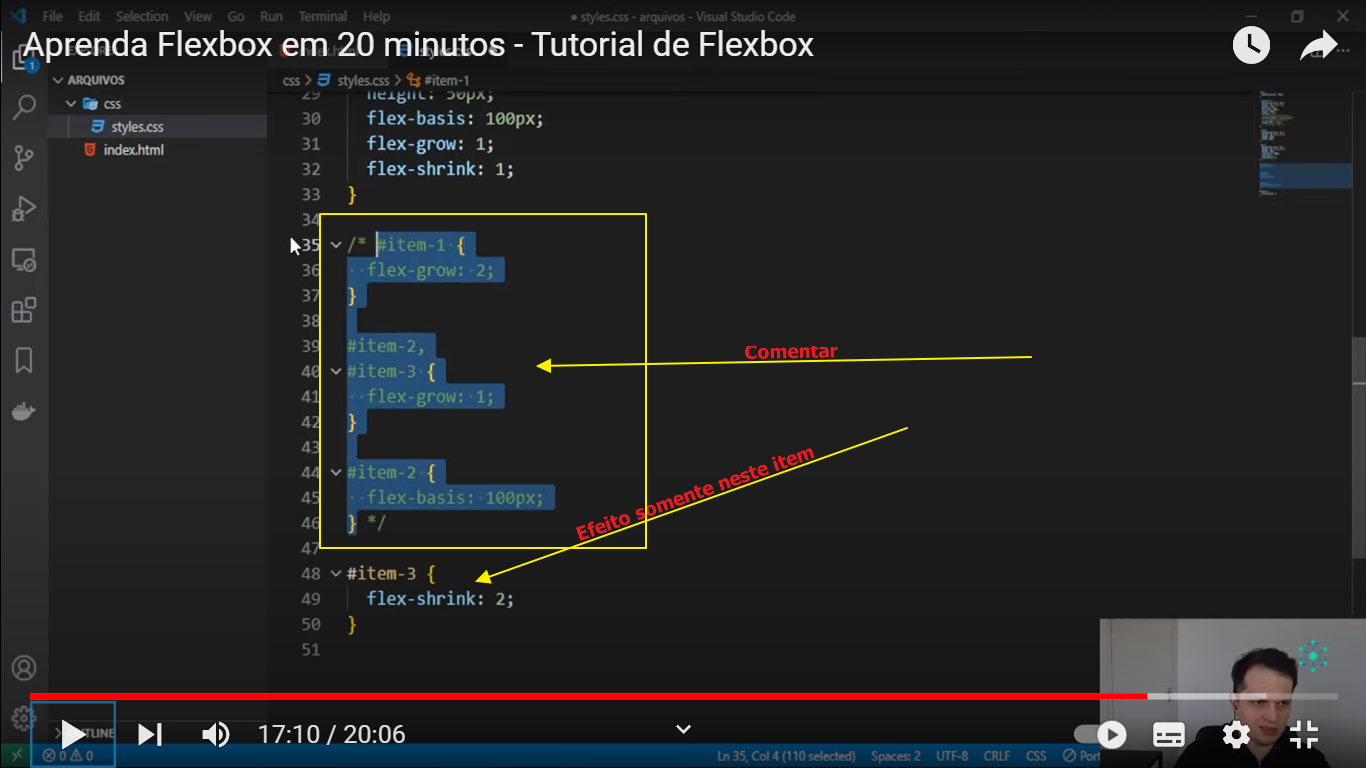 File Edit Selection View Go Run Terminal Help
● styles.css - arquivos - Visual Studio Code
Aprenda Flexbox em 20 minutos - Tutorial de Flexbox
1
ARQUIVOS
css
styles.css
index.html
css > styles.css > #item-1
29 height: 50px;
30 flex-basis: 100px;
31 flex-grow: 1;
32 flex-shrink: 1;
33 }
34
35 /* #item-1 {
36 flex-grow: 2;
37 }
38
39 #item-2,
40 #item-3 {
41 flex-grow: 1;
42 }
43
44 #item-2 {
45 flex-basis: 100px;
46 } */
47
48 #item-3 {
49 flex-shrink: 2;
50 }
51
Comentar
Efeito somente neste item
OUTLINE
17:10 / 20:06
0 0
Ln 35, Col 4 (110 selected) Spaces: 2 UTF-8 CRLF CSS Port